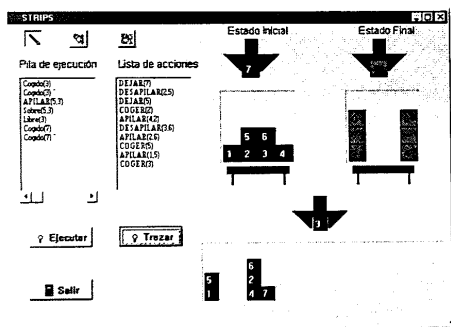 STRIPS
Estado Inicial
Estado Final
7
Pila de ejecución
Lista de acciones
Cogido(3)
Cogido(3)
APILAR(5,3)
Sobre(5,3)
Libre(3)
Cogido(7)
Cogido(7)
DEJAR(7)
DESAPILAR(2,5)
DEJAR(5)
COGER(2)
APILAR(4,2)
DESAPILAR(3,6)
APILAR(2,6)
COGER(5)
APILAR(1,5)
COGER(3)
5 6
1 2 3 4
3
Ejecutar
Trazar
Salir
6
5 2
1 4 7